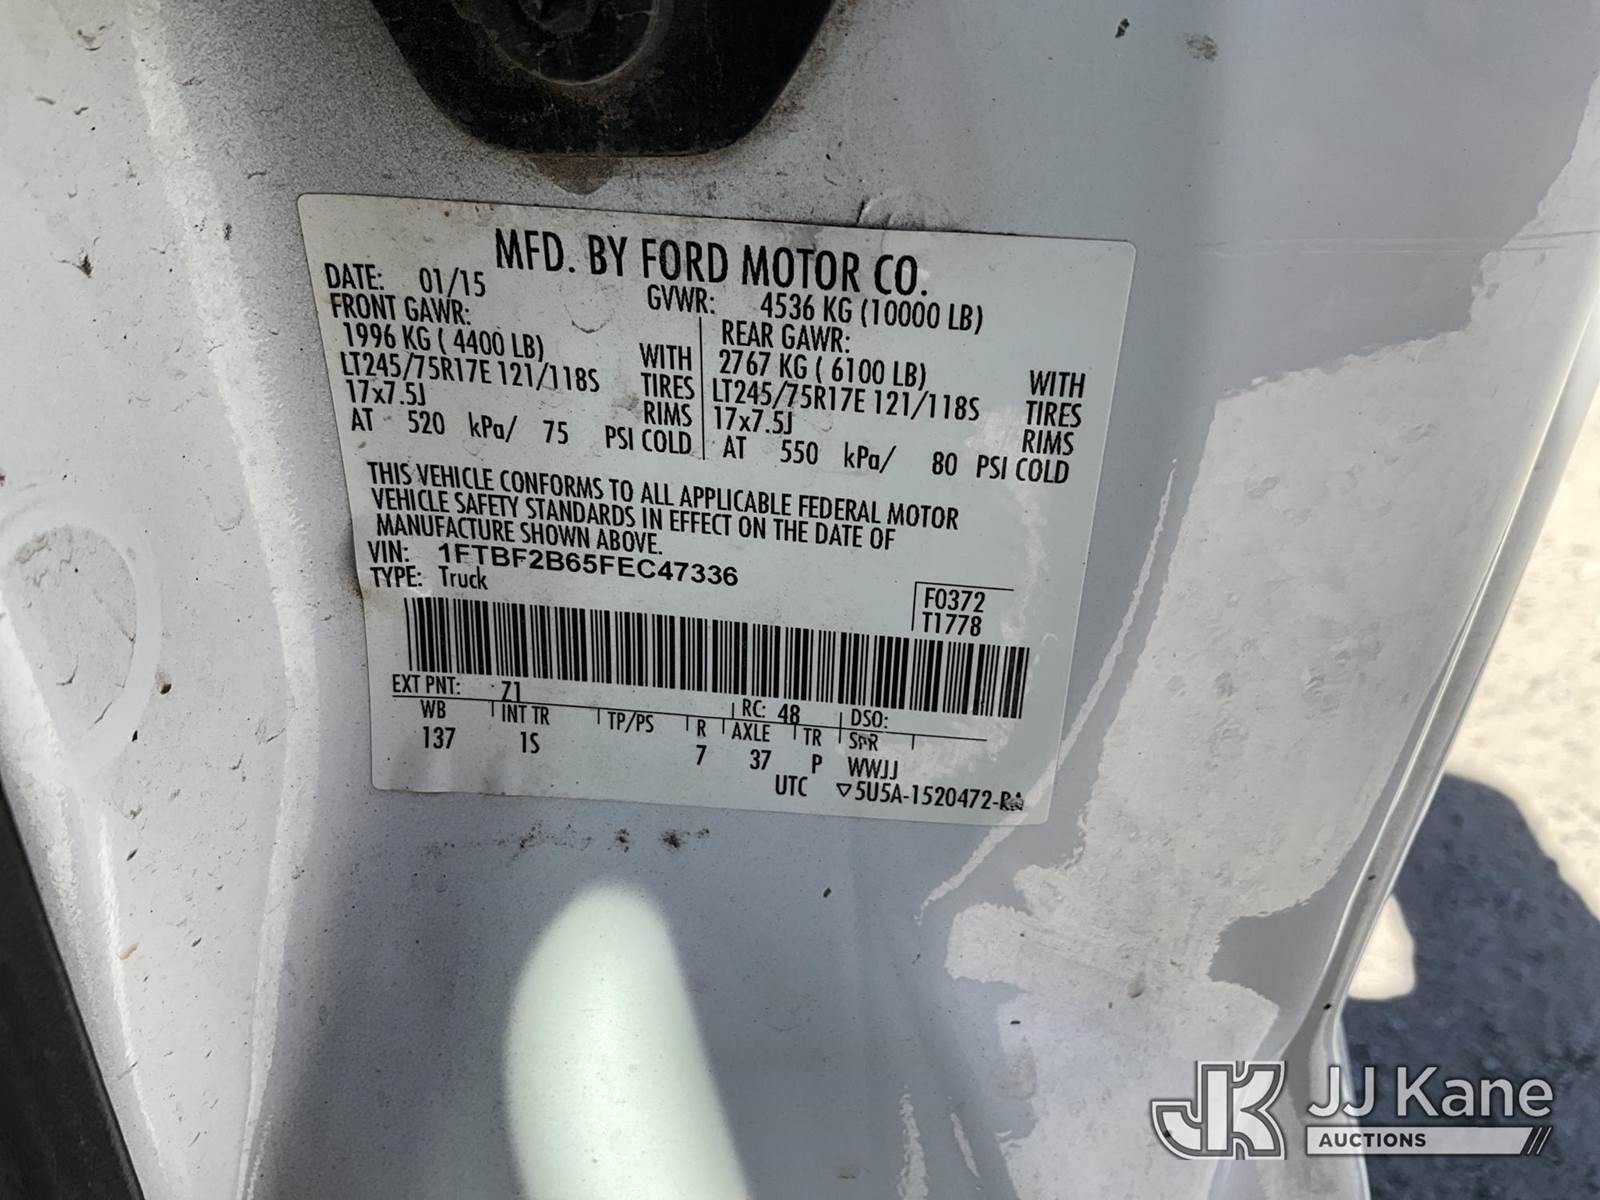 MFD. BY FORD MOTOR CO.
DATE: 01/15 GVWR: 4536 KG (10000 LB)
FRONT GAWR: REAR GAWR:
1996 KG ( 4400 LB) WITH 2767 KG ( 6100 LB) WITH
LT245/75R17E 121/118S TIRES LT245/75R17E 121/118S TIRES
17x7.5J RIMS 17x7.5J RIMS
AT 520 kPa/ 75 PSI COLD AT 550 kPa/ 80 PSI COLD
THIS VEHICLE CONFORMS TO ALL APPLICABLE FEDERAL MOTOR
VEHICLE SAFETY STANDARDS IN EFFECT ON THE DATE OF
MANUFACTURE SHOWN ABOVE.
VIN: 1FTBF2B65FEC47336
TYPE: Truck
F0372
T1778
EXT PNT: Z1 RC: 48 DSO:
WB INT TR TP/PS R AXLE TR SPR
137 1S 7 37 P WWJJ
UTC ▽5U5A-1520472-RA
JK JJ Kane
AUCTIONS